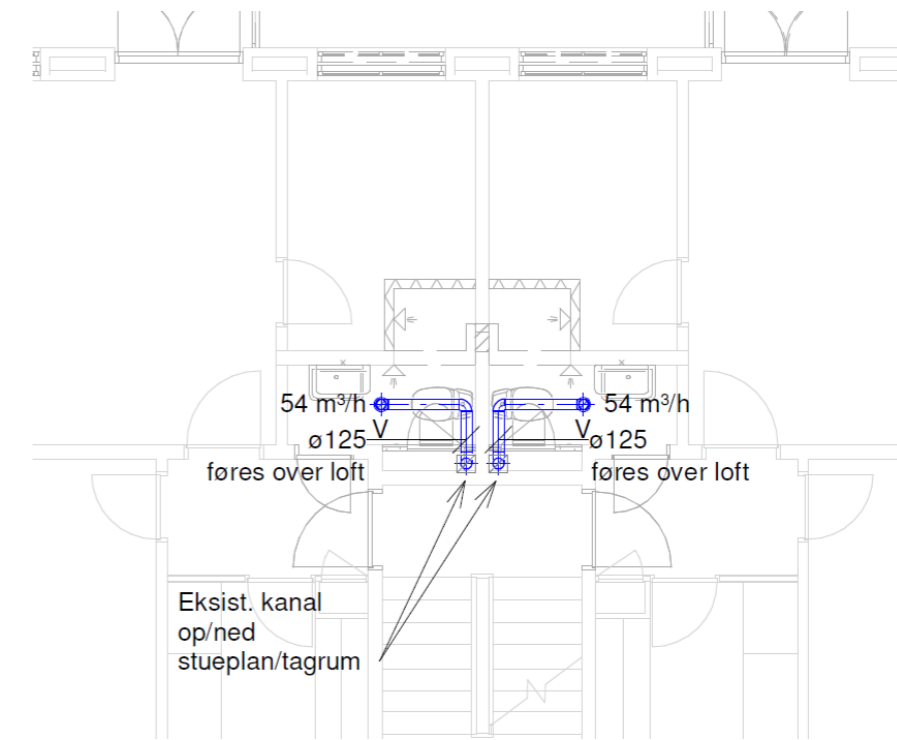 54 m³/h
V
ø125
føres over loft
54 m³/h
V
ø125
føres over loft
Eksist. kanal
op/ned
stueplan/tagrum
N